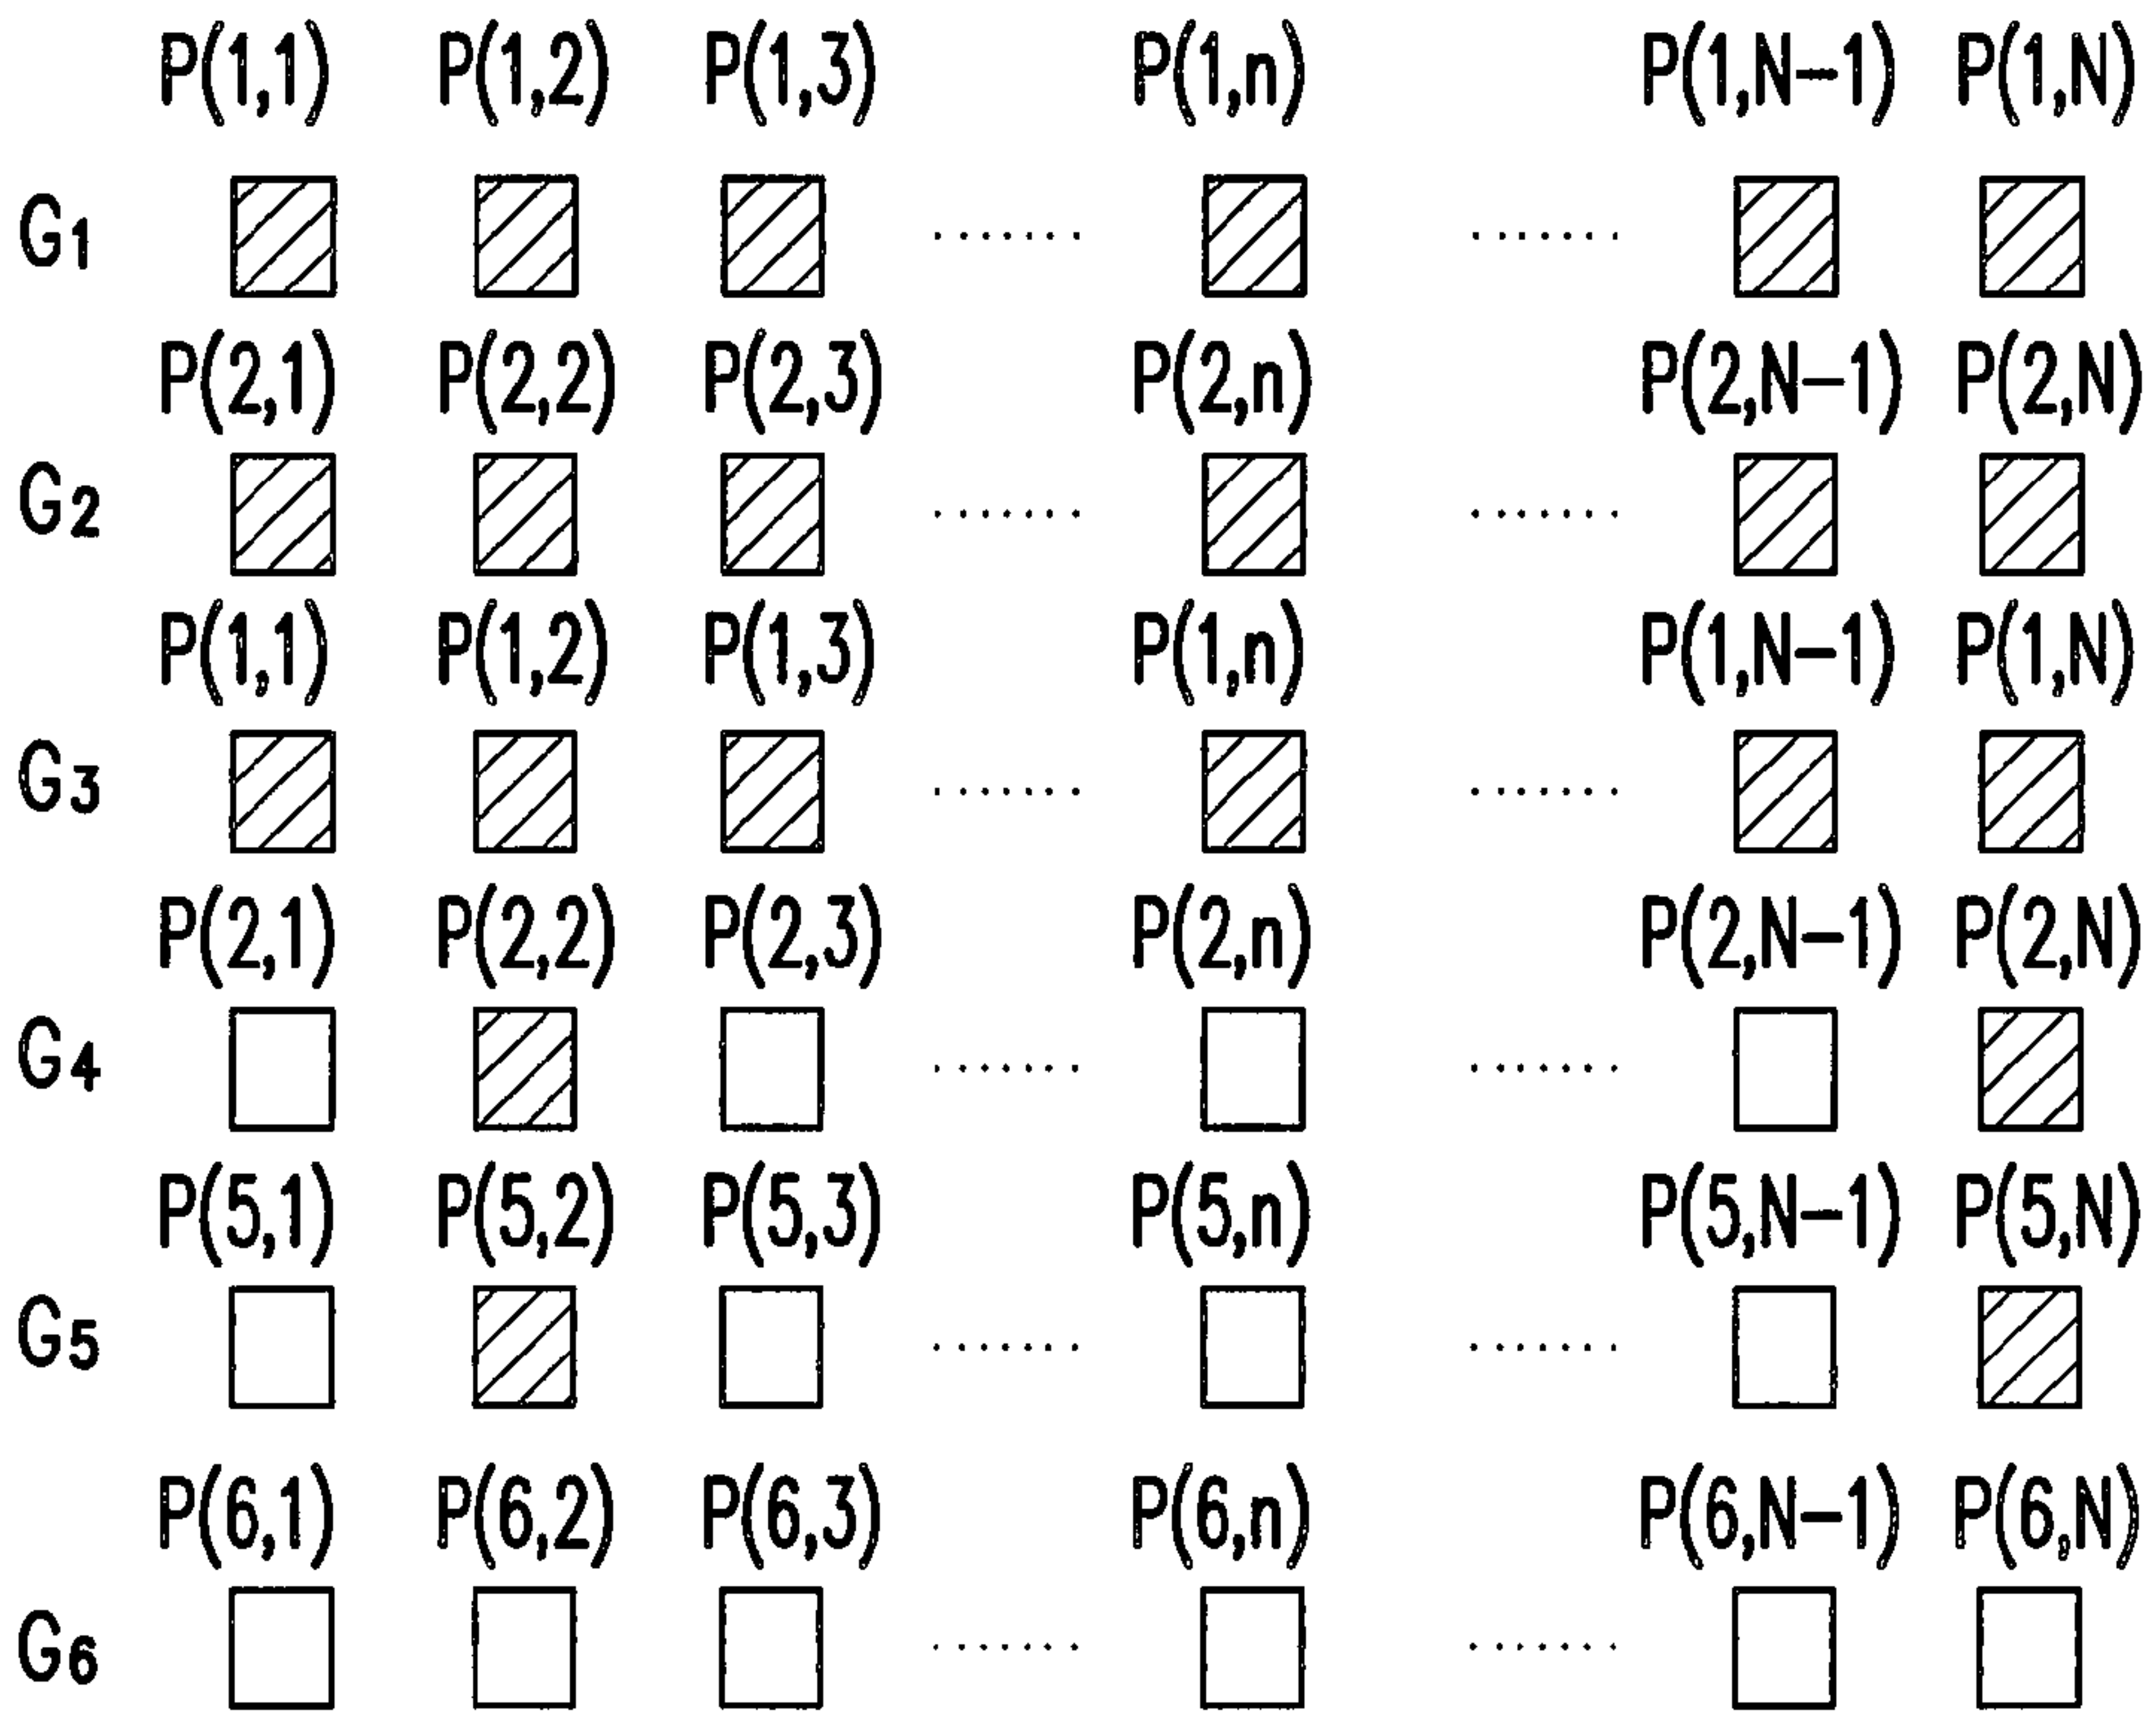 P(1,1) P(1,2) P(1,3) P(1,n) P(1,N-1) P(1,N)
G1 ....... .......
P(2,1) P(2,2) P(2,3) P(2,n) P(2,N-1) P(2,N)
G2 ....... .......
P(1,1) P(1,2) P(1,3) P(1,n) P(1,N-1) P(1,N)
G3 ....... .......
P(2,1) P(2,2) P(2,3) P(2,n) P(2,N-1) P(2,N)
G4 ....... .......
P(5,1) P(5,2) P(5,3) P(5,n) P(5,N-1) P(5,N)
G5 ....... .......
P(6,1) P(6,2) P(6,3) P(6,n) P(6,N-1) P(6,N)
G6 ....... .......